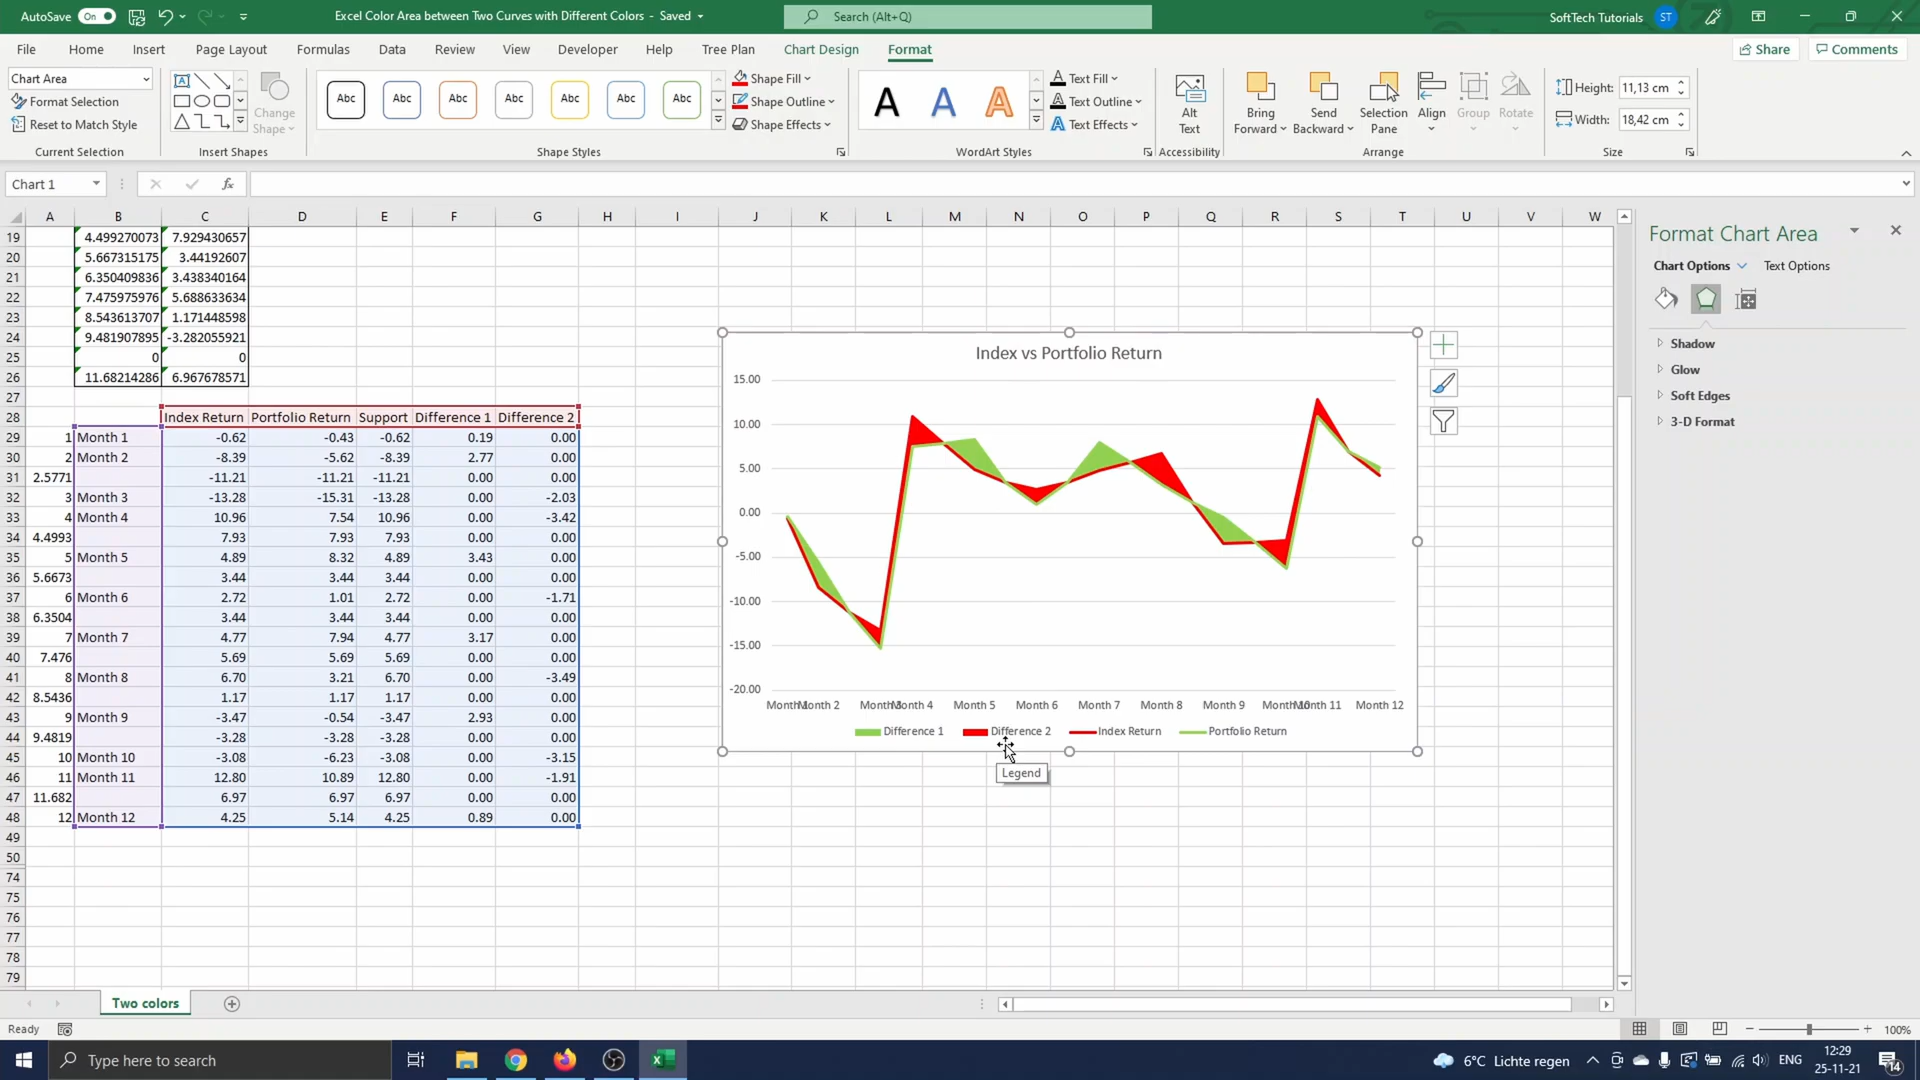 AutoSave On Excel Color Area between Two Curves with Different Colors - Saved Search (Alt+Q) SoftTech Tutorials ST
File Home Insert Page Layout Formulas Data Review View Developer Help Tree Plan Chart Design Format Share Comments
Chart Area
Format Selection
Reset to Match Style
Current Selection
Change
Shape
Insert Shapes
Abc Abc Abc Abc Abc Abc Abc
Shape Fill
Shape Outline
Shape Effects
Shape Styles
A A A
Text Fill
Text Outline
Text Effects
WordArt Styles
Alt
Text
Accessibility
Bring
Forward
Send
Backward
Selection
Pane
Align
Group
Rotate
Arrange
Height: 11,13 cm
Width: 18,42 cm
Size
Chart 1 fx
A B C D E F G H I J K L M N O P Q R S T U V W
19 4.499270073 7.929430657
20 5.667315175 3.44192607
21 6.350409836 3.438340164
22 7.475975976 5.688633634
23 8.543613707 1.171448598
24 9.481907895 -3.282055921
25 0 0
26 11.68214286 6.967678571
27
28 Index Return Portfolio Return Support Difference 1 Difference 2
29 1 Month 1 -0.62 -0.43 -0.62 0.19 0.00
30 2 Month 2 -8.39 -5.62 -8.39 2.77 0.00
31 2.5771 -11.21 -11.21 -11.21 0.00 0.00
32 3 Month 3 -13.28 -15.31 -13.28 0.00 -2.03
33 4 Month 4 10.96 7.54 10.96 0.00 -3.42
34 4.4993 7.93 7.93 7.93 0.00 0.00
35 5 Month 5 4.89 8.32 4.89 3.43 0.00
36 5.6673 3.44 3.44 3.44 0.00 0.00
37 6 Month 6 2.72 1.01 2.72 0.00 -1.71
38 6.3504 3.44 3.44 3.44 0.00 0.00
39 7 Month 7 4.77 7.94 4.77 3.17 0.00
40 7.476 5.69 5.69 5.69 0.00 0.00
41 8 Month 8 6.70 3.21 6.70 0.00 -3.49
42 8.5436 1.17 1.17 1.17 0.00 0.00
43 9 Month 9 -3.47 -0.54 -3.47 2.93 0.00
44 9.4819 -3.28 -3.28 -3.28 0.00 0.00
45 10 Month 10 -3.08 -6.23 -3.08 0.00 -3.15
46 11 Month 11 12.80 10.89 12.80 0.00 -1.91
47 11.682 6.97 6.97 6.97 0.00 0.00
48 12 Month 12 4.25 5.14 4.25 0.89 0.00
49
50
74
75
76
77
78
79
Index vs Portfolio Return
15.00
10.00
5.00
0.00
-5.00
-10.00
-15.00
-20.00
Month 2 Month 4 Month 5 Month 6 Month 7 Month 8 Month 9 Month 11 Month 12
Difference 1 Difference 2 Index Return Portfolio Return
Legend
Format Chart Area
Chart Options Text Options
Shadow
Glow
Soft Edges
3-D Format
Two colors
Ready 100%
Type here to search 6°C Lichte regen ENG 12:29
25-11-21 14